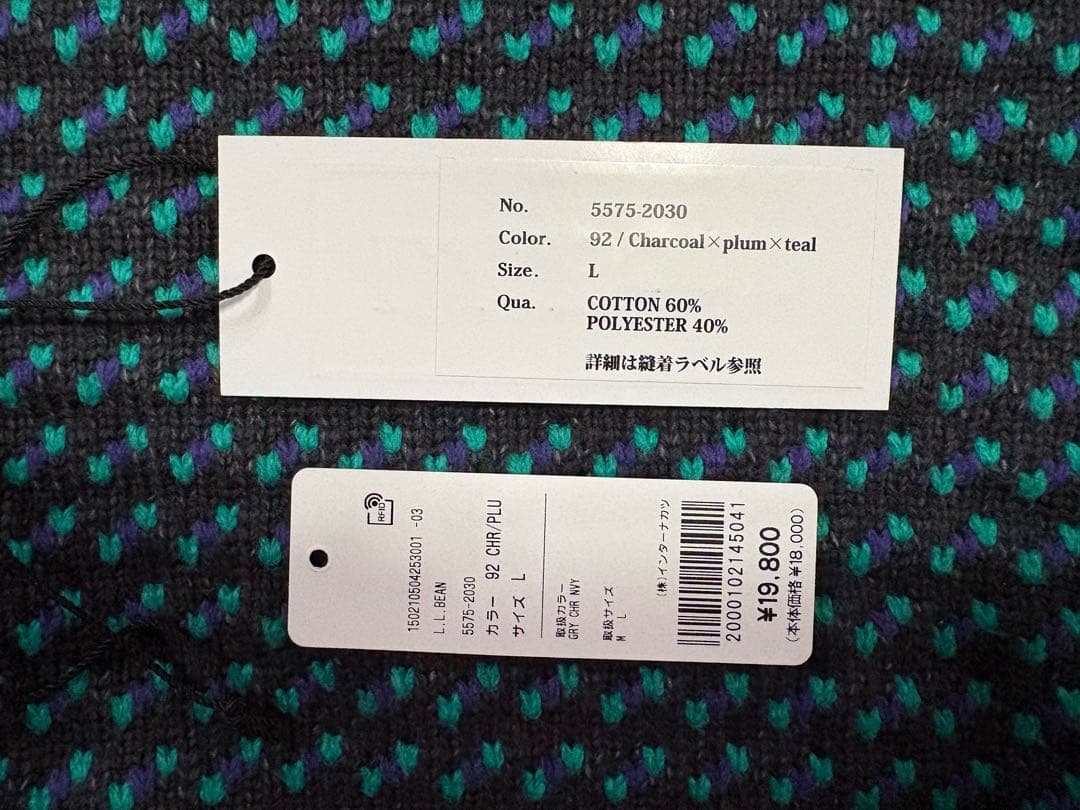 No. 5575-2030
Color. 92 / Charcoal×plum×teal
Size. L
Qua. COTTON 60%
POLYESTER 40%
詳細は縫着ラベル参照
RFID
150210504253001 -03
L.L.BEAN
5575-2030
カラー 92 CHR/PLU
サイズ L
取扱カラー
GRY CHR NVY
取扱サイズ
M L
(株)インターナカツ
2000102145041
¥19,800
(本体価格¥18,000)